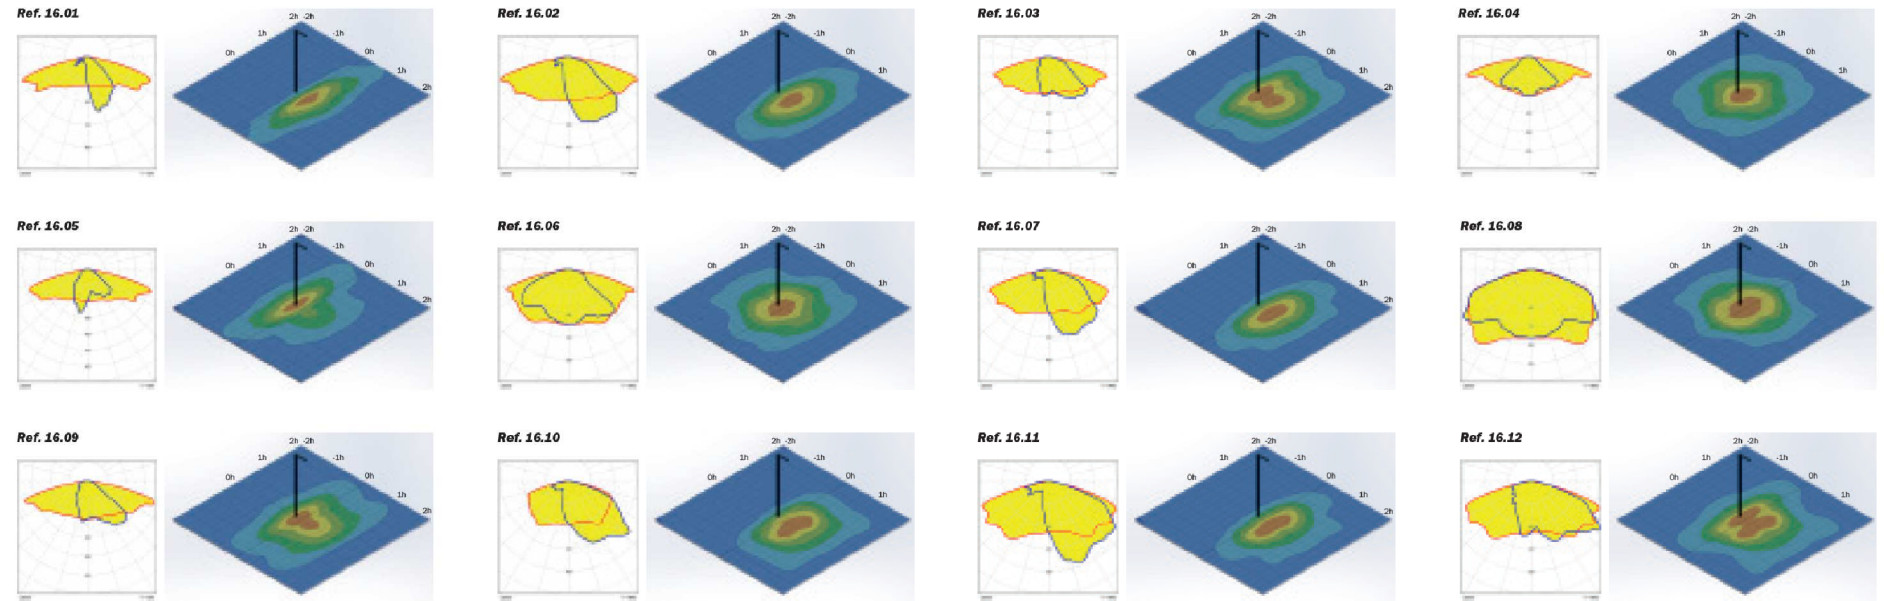 Ref. 16.01
2h -2h
1h -1h
0h 0h
1h
2h
Ref. 16.02
2h -2h
1h -1h
0h 0h
1h
Ref. 16.03
2h -2h
1h -1h
0h 0h
1h
2h
Ref. 16.04
2h -2h
1h -1h
0h 0h
1h
Ref. 16.05
2h -2h
1h -1h
0h 0h
1h
2h
Ref. 16.06
2h -2h
1h -1h
0h 0h
1h
Ref. 16.07
2h -2h
1h -1h
0h 0h
1h
2h
Ref. 16.08
2h -2h
1h -1h
0h 0h
1h
Ref. 16.09
2h -2h
1h -1h
0h 0h
1h
2h
Ref. 16.10
2h -2h
1h -1h
0h 0h
1h
Ref. 16.11
2h -2h
1h -1h
0h 0h
1h
2h
Ref. 16.12
2h -2h
1h -1h
0h 0h
1h